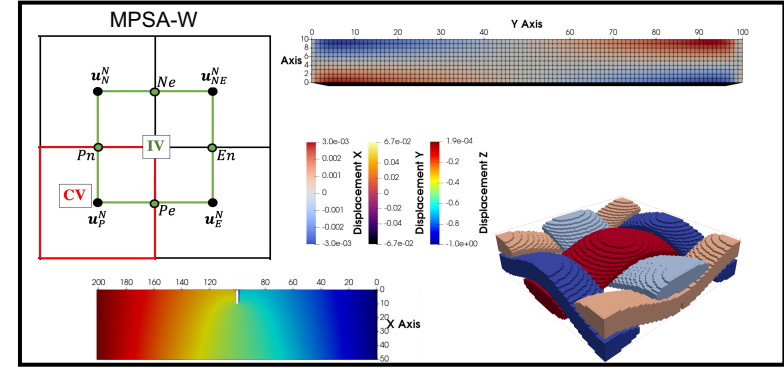 MPSA-W
u_N^N
Ne
u_NE^N
Pn
IV
En
CV
u_P^N
Pe
u_E^N
Y Axis
0 10 20 30 40 50 60 70 80 90 100
Axis
10
8
6
4
2
0
3.0e-03
0.002
0.001
0
-0.001
-0.002
-3.0e-03
Displacement X
6.7e-02
0.04
0.02
0
-0.02
-0.04
-6.7e-02
Displacement Y
1.9e-04
-0.2
-0.4
-0.6
-0.8
-1.0e+00
Displacement Z
200 180 160 140 120 80 60 40 20 0
0
10
20
30
40
50
X Axis